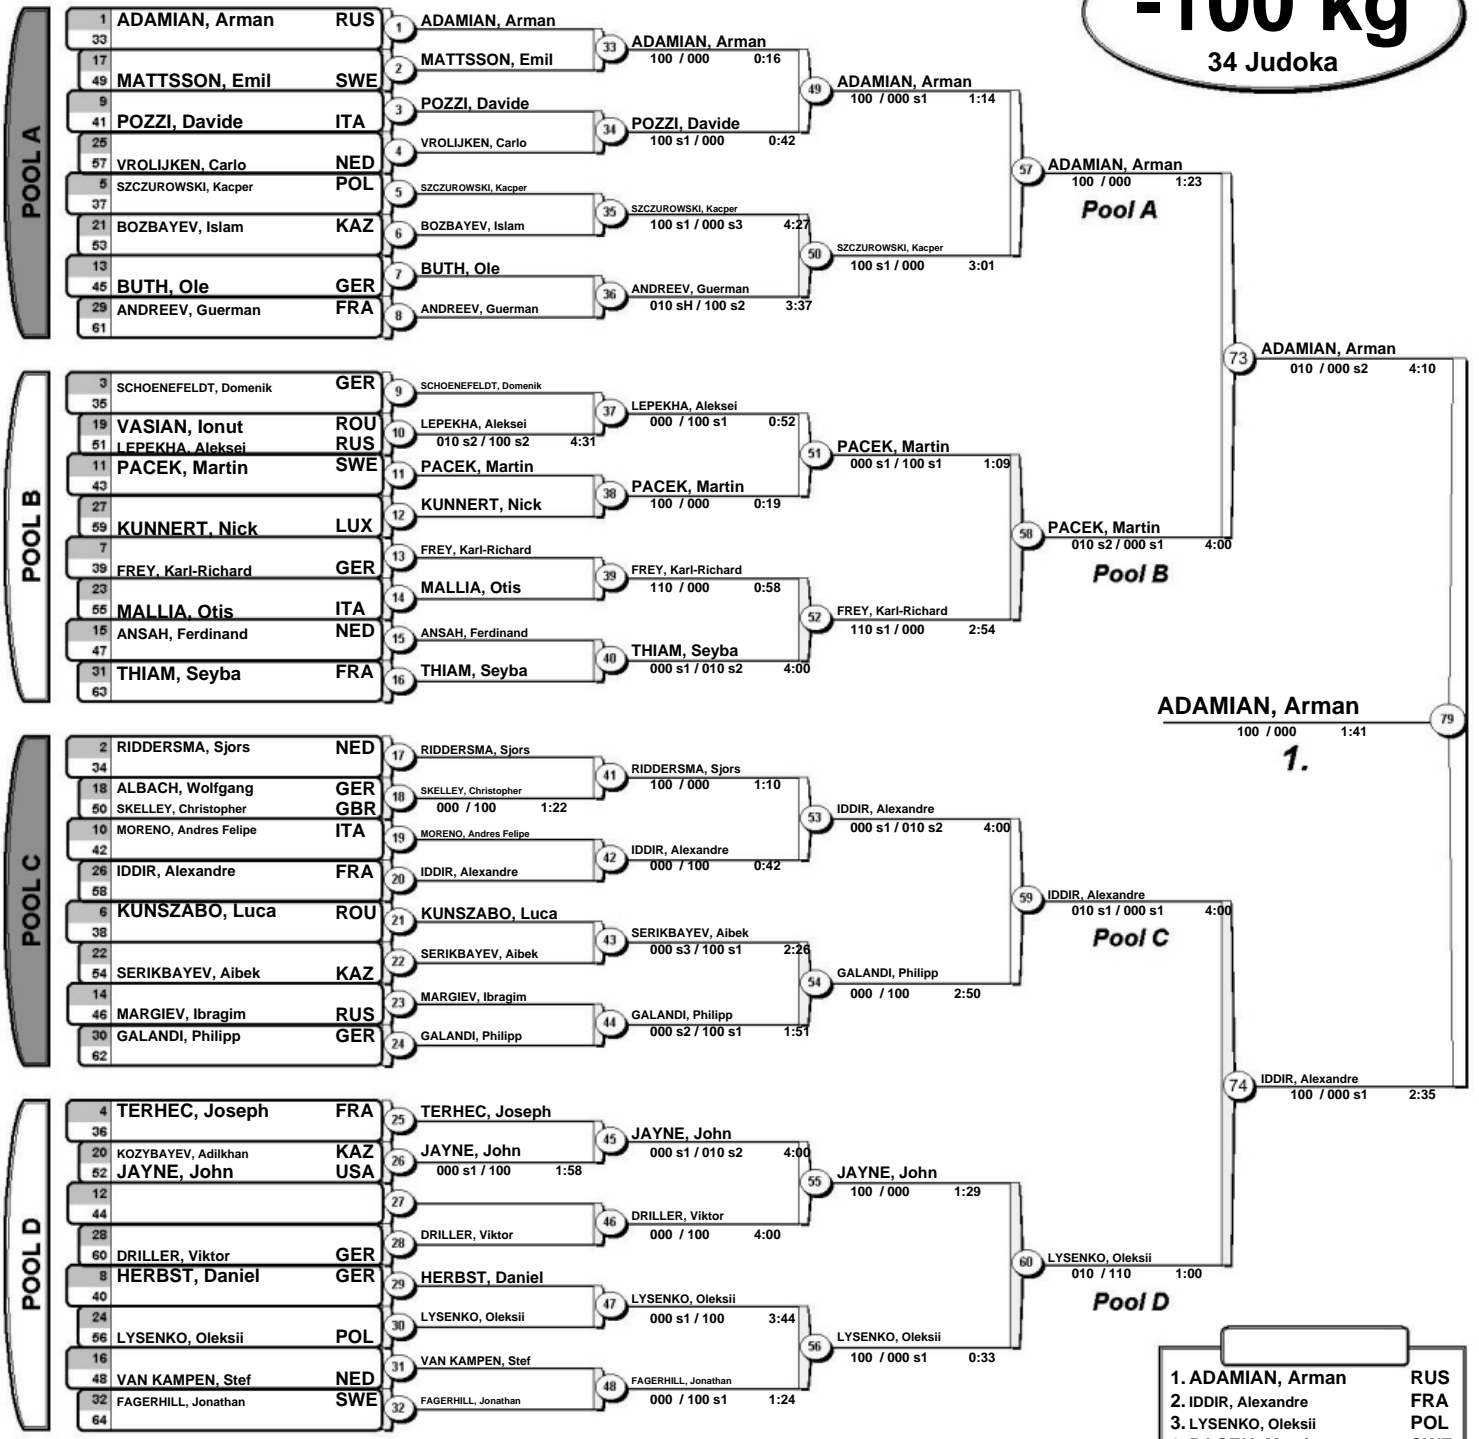 -100 kg
34 Judoka
POOL A
1 ADAMIAN, Arman RUS
33
17
49 MATTSSON, Emil SWE
9
41 POZZI, Davide ITA
25
57 VROLIJKEN, Carlo NED
5 SZCZUROWSKI, Kacper POL
37
21 BOZBAYEV, Islam KAZ
53
13
45 BUTH, Ole GER
29 ANDREEV, Guerman FRA
61
1 ADAMIAN, Arman
2 MATTSSON, Emil
3 POZZI, Davide
4 VROLIJKEN, Carlo
5 SZCZUROWSKI, Kacper
6 BOZBAYEV, Islam
7 BUTH, Ole
8 ANDREEV, Guerman
33 ADAMIAN, Arman
100 / 000 0:16
34 POZZI, Davide
100 s1 / 000 0:42
35 SZCZUROWSKI, Kacper
100 s1 / 000 s3 4:27
36 ANDREEV, Guerman
010 sH / 100 s2 3:37
49 ADAMIAN, Arman
100 / 000 s1 1:14
50 SZCZUROWSKI, Kacper
100 s1 / 000 3:01
57 ADAMIAN, Arman
100 / 000 1:23
Pool A
POOL B
3 SCHOENEFELDT, Domenik GER
35
19 VASIAN, Ionut ROU
51 LEPEKHA, Aleksei RUS
11 PACEK, Martin SWE
43
27
59 KUNNERT, Nick LUX
7
39 FREY, Karl-Richard GER
23
55 MALLIA, Otis ITA
15 ANSAH, Ferdinand NED
47
31 THIAM, Seyba FRA
63
9 SCHOENEFELDT, Domenik
10 LEPEKHA, Aleksei
010 s2 / 100 s2 4:31
11 PACEK, Martin
12 KUNNERT, Nick
13 FREY, Karl-Richard
14 MALLIA, Otis
15 ANSAH, Ferdinand
16 THIAM, Seyba
37 LEPEKHA, Aleksei
000 / 100 s1 0:52
38 PACEK, Martin
100 / 000 0:19
39 FREY, Karl-Richard
110 / 000 0:58
40 THIAM, Seyba
000 s1 / 010 s2 4:00
51 PACEK, Martin
000 s1 / 100 s1 1:09
52 FREY, Karl-Richard
110 s1 / 000 2:54
58 PACEK, Martin
010 s2 / 000 s1 4:00
Pool B
73 ADAMIAN, Arman
010 / 000 s2 4:10
ADAMIAN, Arman 79
100 / 000 1:41
1.
POOL C
2 RIDDERSMA, Sjors NED
34
18 ALBACH, Wolfgang GER
50 SKELLEY, Christopher GBR
10 MORENO, Andres Felipe ITA
42
26 IDDIR, Alexandre FRA
58
6 KUNSZABO, Luca ROU
38
22
54 SERIKBAYEV, Aibek KAZ
14
46 MARGIEV, Ibragim RUS
30 GALANDI, Philipp GER
62
17 RIDDERSMA, Sjors
18 SKELLEY, Christopher
000 / 100 1:22
19 MORENO, Andres Felipe
20 IDDIR, Alexandre
21 KUNSZABO, Luca
22 SERIKBAYEV, Aibek
23 MARGIEV, Ibragim
24 GALANDI, Philipp
41 RIDDERSMA, Sjors
100 / 000 1:10
42 IDDIR, Alexandre
000 / 100 0:42
43 SERIKBAYEV, Aibek
000 s3 / 100 s1 2:26
44 GALANDI, Philipp
000 s2 / 100 s1 1:51
53 IDDIR, Alexandre
000 s1 / 010 s2 4:00
54 GALANDI, Philipp
000 / 100 2:50
59 IDDIR, Alexandre
010 s1 / 000 s1 4:00
Pool C
POOL D
4 TERHEC, Joseph FRA
36
20 KOZYBAYEV, Adilkhan KAZ
52 JAYNE, John USA
12
44
28
60 DRILLER, Viktor GER
8 HERBST, Daniel GER
40
24
56 LYSENKO, Oleksii POL
16
48 VAN KAMPEN, Stef NED
32 FAGERHILL, Jonathan SWE
64
25 TERHEC, Joseph
26 JAYNE, John
000 s1 / 100 1:58
27
28 DRILLER, Viktor
29 HERBST, Daniel
30 LYSENKO, Oleksii
31 VAN KAMPEN, Stef
32 FAGERHILL, Jonathan
45 JAYNE, John
000 s1 / 010 s2 4:00
46 DRILLER, Viktor
000 / 100 4:00
47 LYSENKO, Oleksii
000 s1 / 100 3:44
48 FAGERHILL, Jonathan
000 / 100 s1 1:24
55 JAYNE, John
100 / 000 1:29
56 LYSENKO, Oleksii
100 / 000 s1 0:33
60 LYSENKO, Oleksii
010 / 110 1:00
Pool D
74 IDDIR, Alexandre
100 / 000 s1 2:35
1. ADAMIAN, Arman RUS
2. IDDIR, Alexandre FRA
3. LYSENKO, Oleksii POL